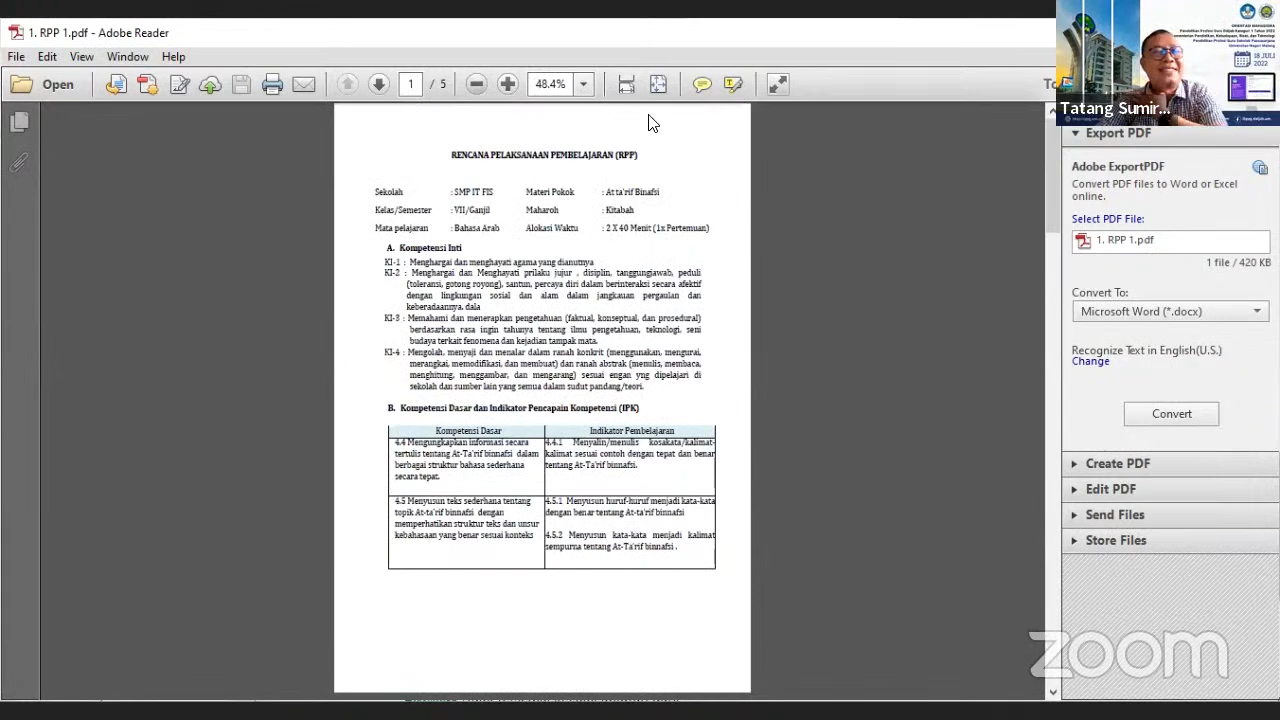 1. RPP 1.pdf - Adobe Reader
File Edit View Window Help
Open
1 / 5
48.4%
RENCANA PELAKSANAAN PEMBELAJARAN (RPP)
Sekolah : SMP IT FIS Materi Pokok : At ta'rif Binafsi
Kelas/Semester : VII/Ganjil Maharoh : Kitabah
Mata pelajaran : Bahasa Arab Alokasi Waktu : 2 X 40 Menit (1x Pertemuan)
A. Kompetensi Inti
KI-1 : Menghargai dan menghayati agama yang dianutnya
KI-2 : Menghargai dan Menghayati prilaku jujur , disiplin, tanggungjawab, peduli
(toleransi, gotong royong), santun, percaya diri dalam berinteraksi secara afektif
dengan lingkungan sosial dan alam dalam jangkauan pergaulan dan
keberadaannya. dala
KI-3 : Memahami dan menerapkan pengetahuan (faktual, konseptual, dan prosedural)
berdasarkan rasa ingin tahunya tentang ilmu pengetahuan, teknologi, seni
budaya terkait fenomena dan kejadian tampak mata.
KI-4 : Mengolah, menyaji dan menalar dalam ranah konkrit (menggunakan, mengurai,
merangkai, memodifikasi, dan membuat) dan ranah abstrak (menulis, membaca,
menghitung, menggambar, dan mengarang) sesuai engan yng dipelajari di
sekolah dan sumber lain yang semua dalam sudut pandang/teori.
B. Kompetensi Dasar dan Indikator Pencapain Kompetensi (IPK)
Kompetensi Dasar
4.4 Mengungkapkan informasi secara
tertulis tentang At-Ta'rif binnafsi dalam
berbagai struktur bahasa sederhana
secara tepat.
Indikator Pembelajaran
4.4.1 Menyalin/menulis kosakata/kalimat-
kalimat sesuai contoh dengan tepat dan benar
tentang At-Ta'rif binnafsi.
4.5 Menyusun teks sederhana tentang
topik At-ta'rif binnafsi dengan
memperhatikan struktur teks dan unsur
kebahasaan yang benar sesuai konteks
4.5.1 Menyusun huruf-huruf menjadi kata-kata
dengan benar tentang At-ta'rif binnafsi
4.5.2 Menyusun kata-kata menjadi kalimat
sempurna tentang At-Ta'rif binnafsi .
Tatang Sumir...
18 JULI
2022
Export PDF
Adobe ExportPDF
Convert PDF files to Word or Excel
online.
Select PDF File:
1. RPP 1.pdf
1 file / 420 KB
Convert To:
Microsoft Word (*.docx)
Recognize Text in English(U.S.)
Change
Convert
Create PDF
Edit PDF
Send Files
Store Files
zoom